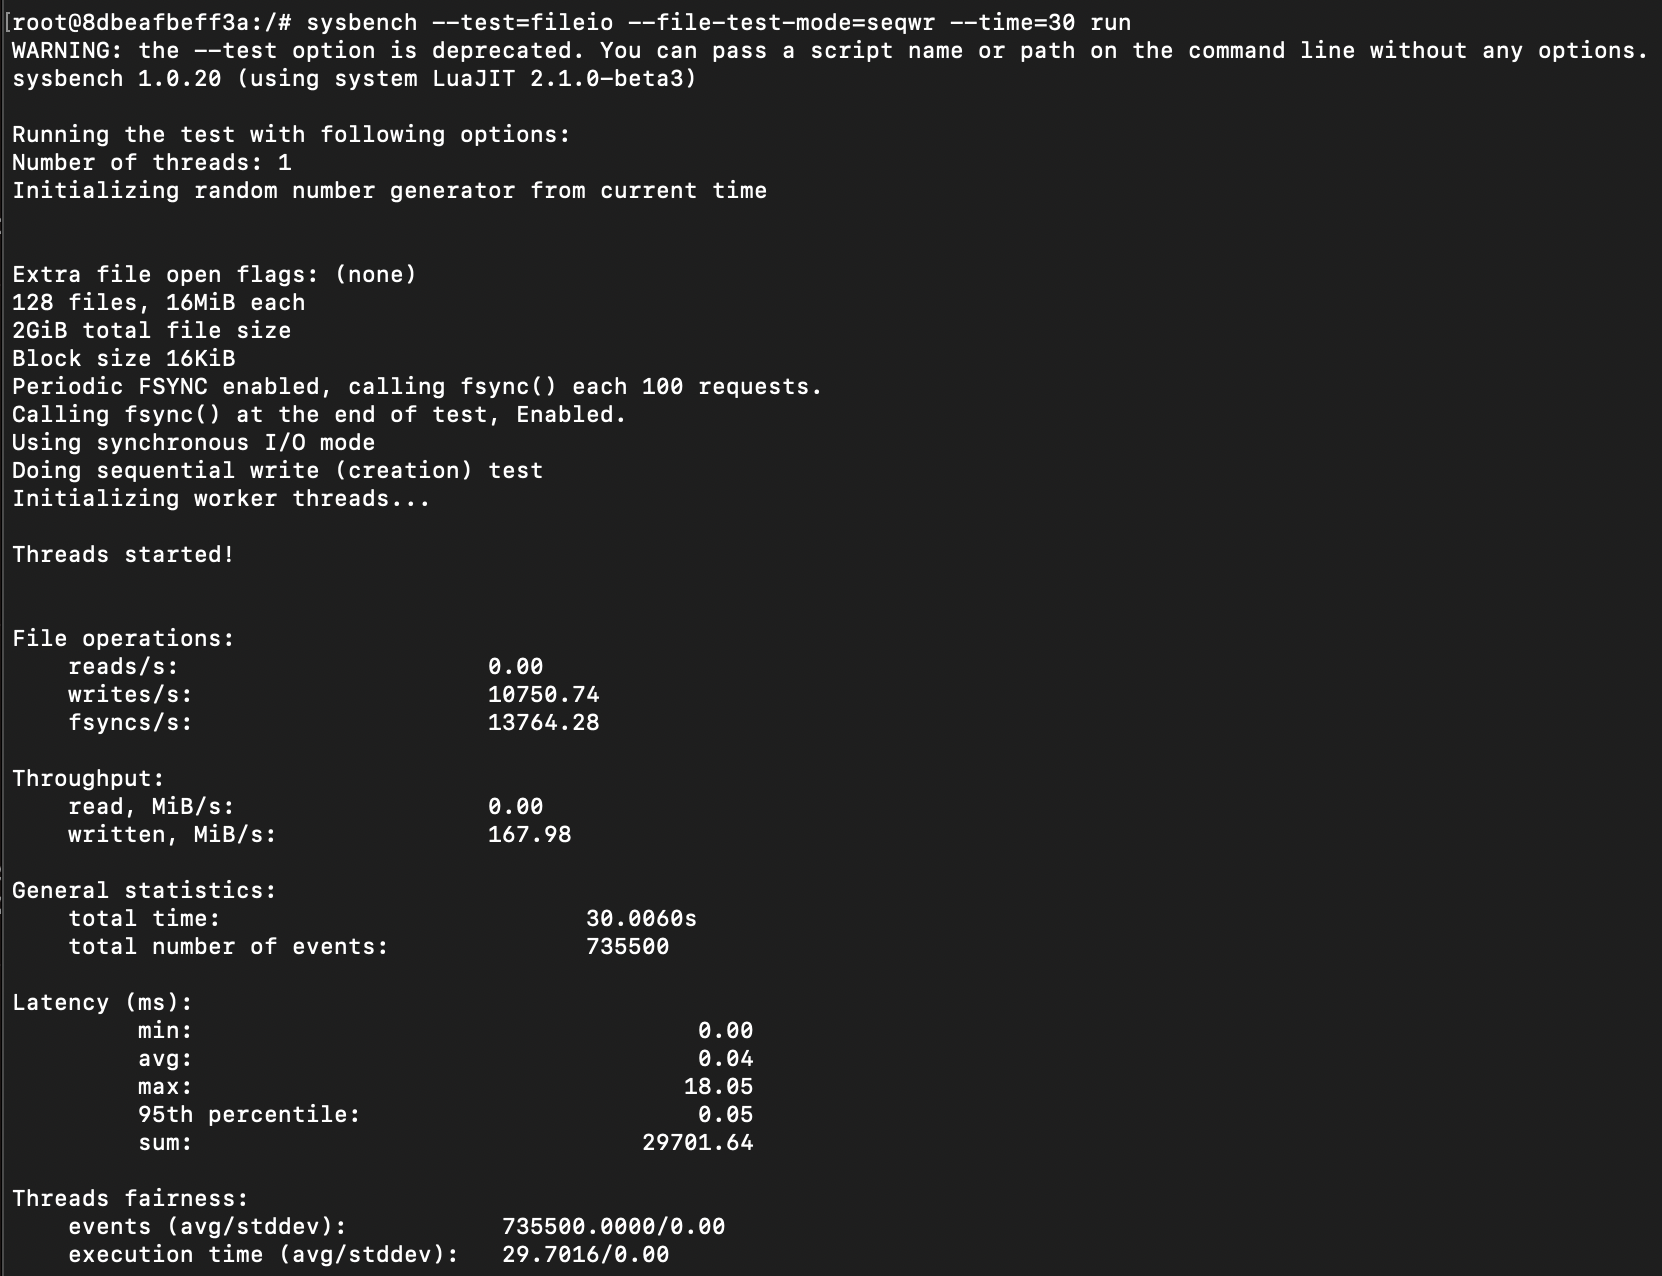 [root@8dbeafbeff3a:/# sysbench --test=fileio --file-test-mode=seqwr --time=30 run
WARNING: the --test option is deprecated. You can pass a script name or path on the command line without any options.
sysbench 1.0.20 (using system LuaJIT 2.1.0-beta3)
Running the test with following options:
Number of threads: 1
Initializing random number generator from current time
Extra file open flags: (none)
128 files, 16MiB each
2GiB total file size
Block size 16KiB
Periodic FSYNC enabled, calling fsync() each 100 requests.
Calling fsync() at the end of test, Enabled.
Using synchronous I/O mode
Doing sequential write (creation) test
Initializing worker threads...
Threads started!
File operations:
reads/s: 0.00
writes/s: 10750.74
fsyncs/s: 13764.28
Throughput:
read, MiB/s: 0.00
written, MiB/s: 167.98
General statistics:
total time: 30.0060s
total number of events: 735500
Latency (ms):
min: 0.00
avg: 0.04
max: 18.05
95th percentile: 0.05
sum: 29701.64
Threads fairness:
events (avg/stddev): 735500.0000/0.00
execution time (avg/stddev): 29.7016/0.00